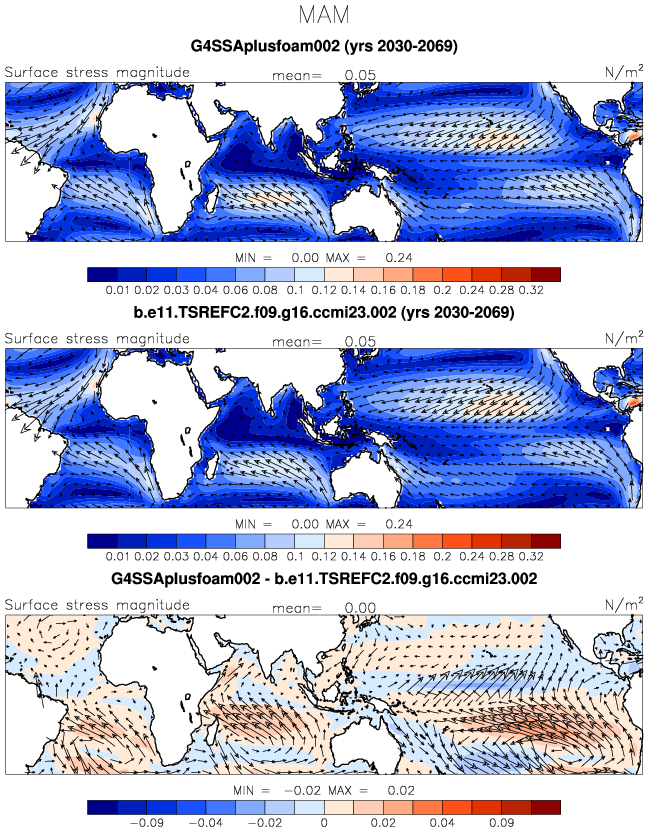 MAM
G4SSAplusfoam002 (yrs 2030-2069)
Surface stress magnitude mean= 0.05 N/m²
MIN = 0.00 MAX = 0.24
0.01 0.02 0.03 0.04 0.06 0.08 0.1 0.12 0.14 0.16 0.18 0.2 0.24 0.28 0.32
b.e11.TSREFC2.f09.g16.ccmi23.002 (yrs 2030-2069)
Surface stress magnitude mean= 0.05 N/m²
MIN = 0.00 MAX = 0.24
0.01 0.02 0.03 0.04 0.06 0.08 0.1 0.12 0.14 0.16 0.18 0.2 0.24 0.28 0.32
G4SSAplusfoam002 - b.e11.TSREFC2.f09.g16.ccmi23.002
Surface stress magnitude mean= 0.00 N/m²
MIN = −0.02 MAX = 0.02
−0.09 −0.04 −0.02 0 0.02 0.04 0.09